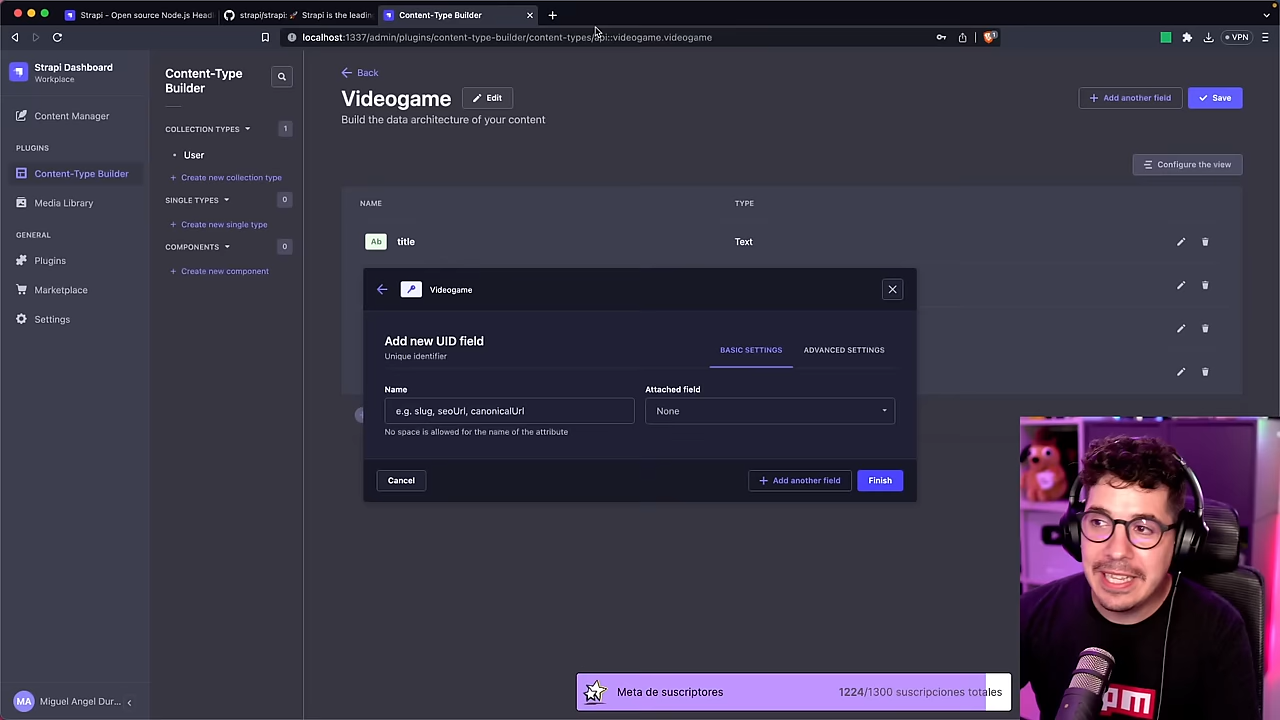 Strapi - Open source Node.js Head
strapi/strapi: 🚀 Strapi is the leading
Content-Type Builder
localhost:1337/admin/plugins/content-type-builder/content-types/api::videogame.videogame
VPN
Strapi Dashboard
Workplace
Content Manager
PLUGINS
Content-Type Builder
Media Library
GENERAL
Plugins
Marketplace
Settings
MA
Miguel Angel Dur...
Content-Type
Builder
COLLECTION TYPES
1
User
+ Create new collection type
SINGLE TYPES
0
+ Create new single type
COMPONENTS
0
+ Create new component
Back
Videogame
Edit
Build the data architecture of your content
+ Add another field
Save
Configure the view
NAME
TYPE
Ab
title
Text
Videogame
Add new UID field
Unique identifier
BASIC SETTINGS
ADVANCED SETTINGS
Name
Attached field
e.g. slug, seoUrl, canonicalUrl
None
No space is allowed for the name of the attribute
Cancel
+ Add another field
Finish
Meta de suscriptores
1224/1300 suscripciones totales